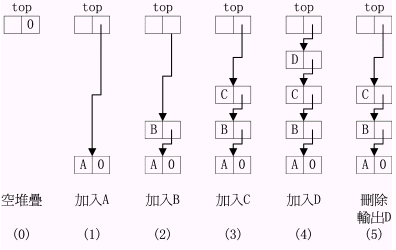 top top top top top top
0
D
C C C
B B B B
A 0 A 0 A 0 A 0 A 0
空堆疊 加入A 加入B 加入C 加入D 刪除
輸出D
(0) (1) (2) (3) (4) (5)